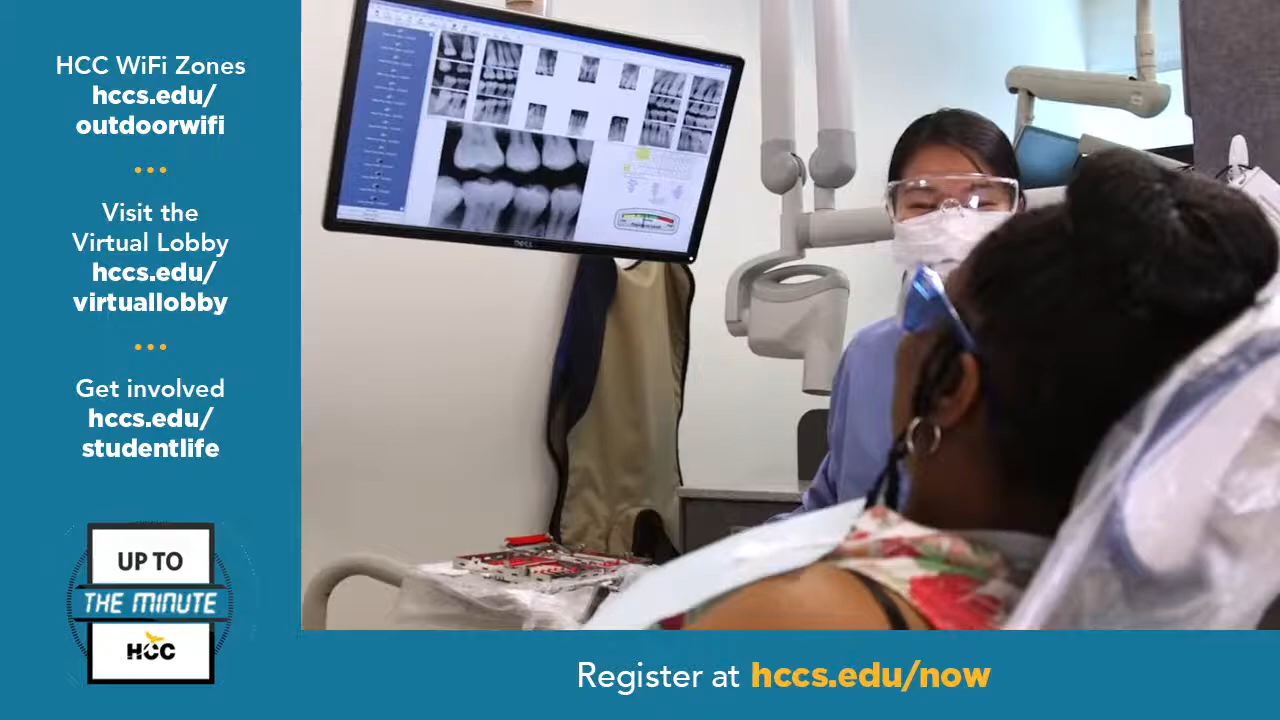 HCC WiFi Zones
hccs.edu/
outdoorwifi
Visit the
Virtual Lobby
hccs.edu/
virtuallobby
Get involved
hccs.edu/
studentlife
UP TO
THE MINUTE
HCC
DELL
Register at hccs.edu/now